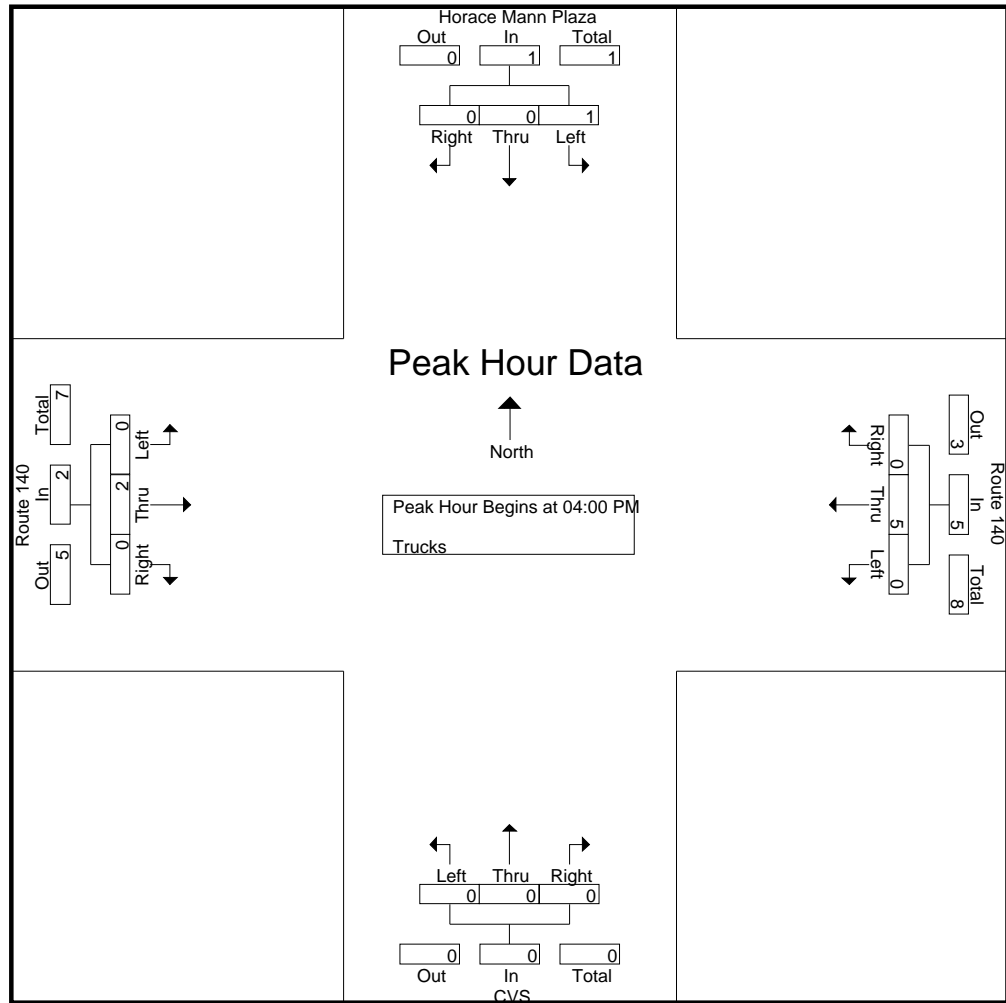 Horace Mann Plaza
Out In Total
0 1 1
0 0 1
Right Thru Left
Peak Hour Data
North
Peak Hour Begins at 04:00 PM
Trucks
Route 140
Total In Out
7 2 5
0 2 0
Left Thru Right
Route 140
Out In Total
3 5 8
0 5 0
Right Thru Left
Left Thru Right
0 0 0
0 0 0
Out In Total
CVS